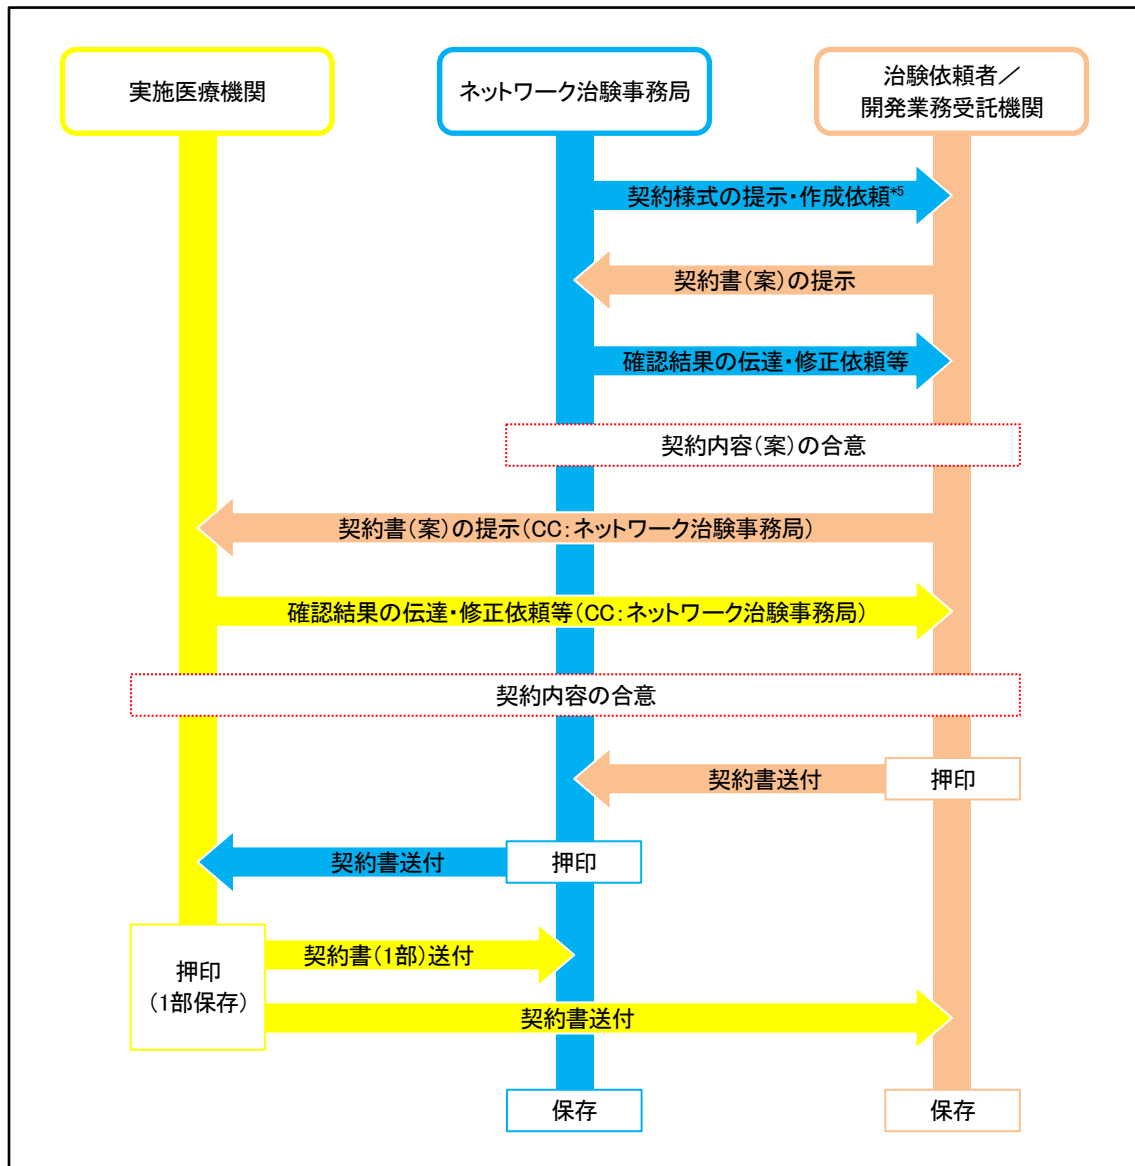 実施医療機関
ネットワーク治験事務局
治験依頼者／
開発業務受託機関
契約様式の提示・作成依頼*5
契約書（案）の提示
確認結果の伝達・修正依頼等
契約内容（案）の合意
契約書（案）の提示（CC：ネットワーク治験事務局）
確認結果の伝達・修正依頼等（CC：ネットワーク治験事務局）
契約内容の合意
契約書送付
押印
契約書送付
押印
契約書（1部）送付
押印
（1部保存）
契約書送付
保存
保存